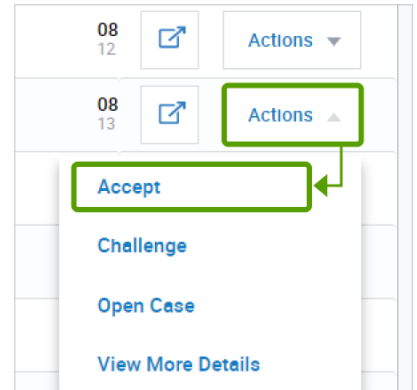 08
12
Actions
08
13
Actions
Accept
Challenge
Open Case
View More Details